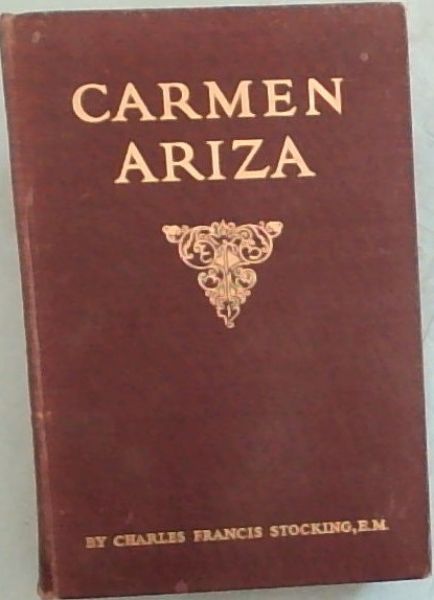 CARMEN
ARIZA
BY CHARLES FRANCIS STOCKING, E.M.